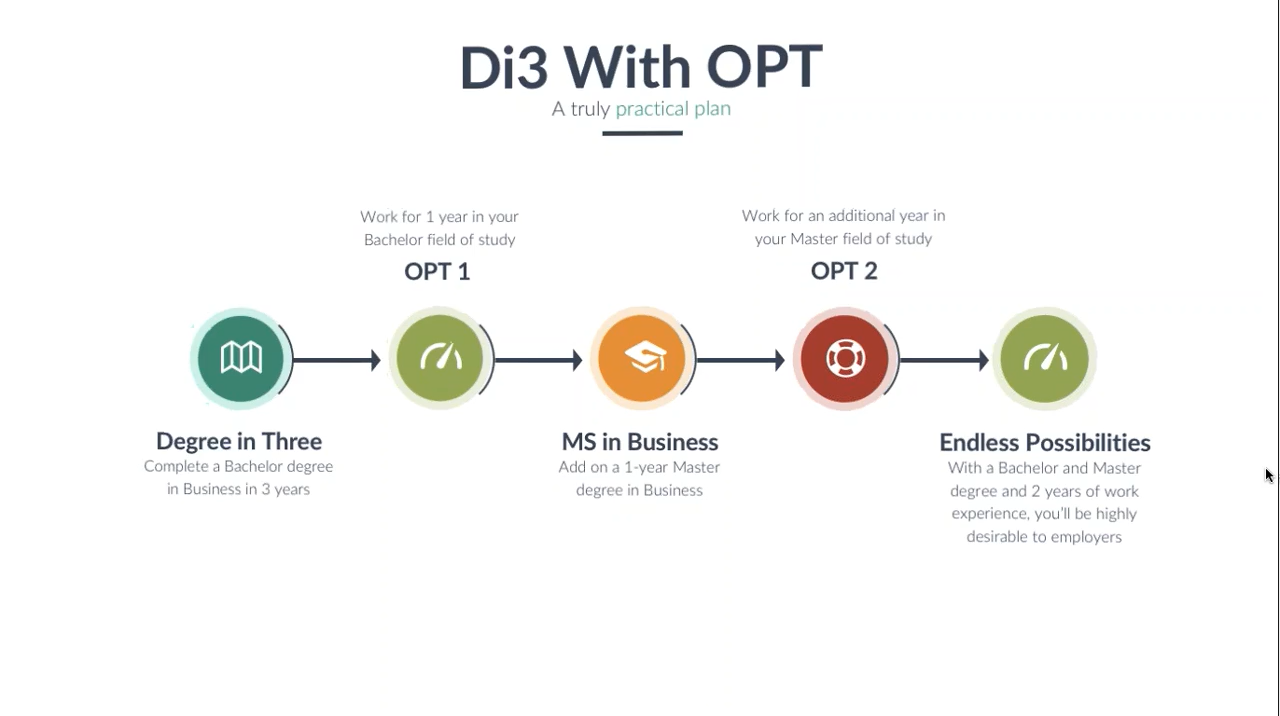 Di3 With OPT
A truly practical plan
Work for 1 year in your
Bachelor field of study
OPT 1
Work for an additional year in
your Master field of study
OPT 2
Degree in Three
Complete a Bachelor degree
in Business in 3 years
MS in Business
Add on a 1-year Master
degree in Business
Endless Possibilities
With a Bachelor and Master
degree and 2 years of work
experience, you'll be highly
desirable to employers